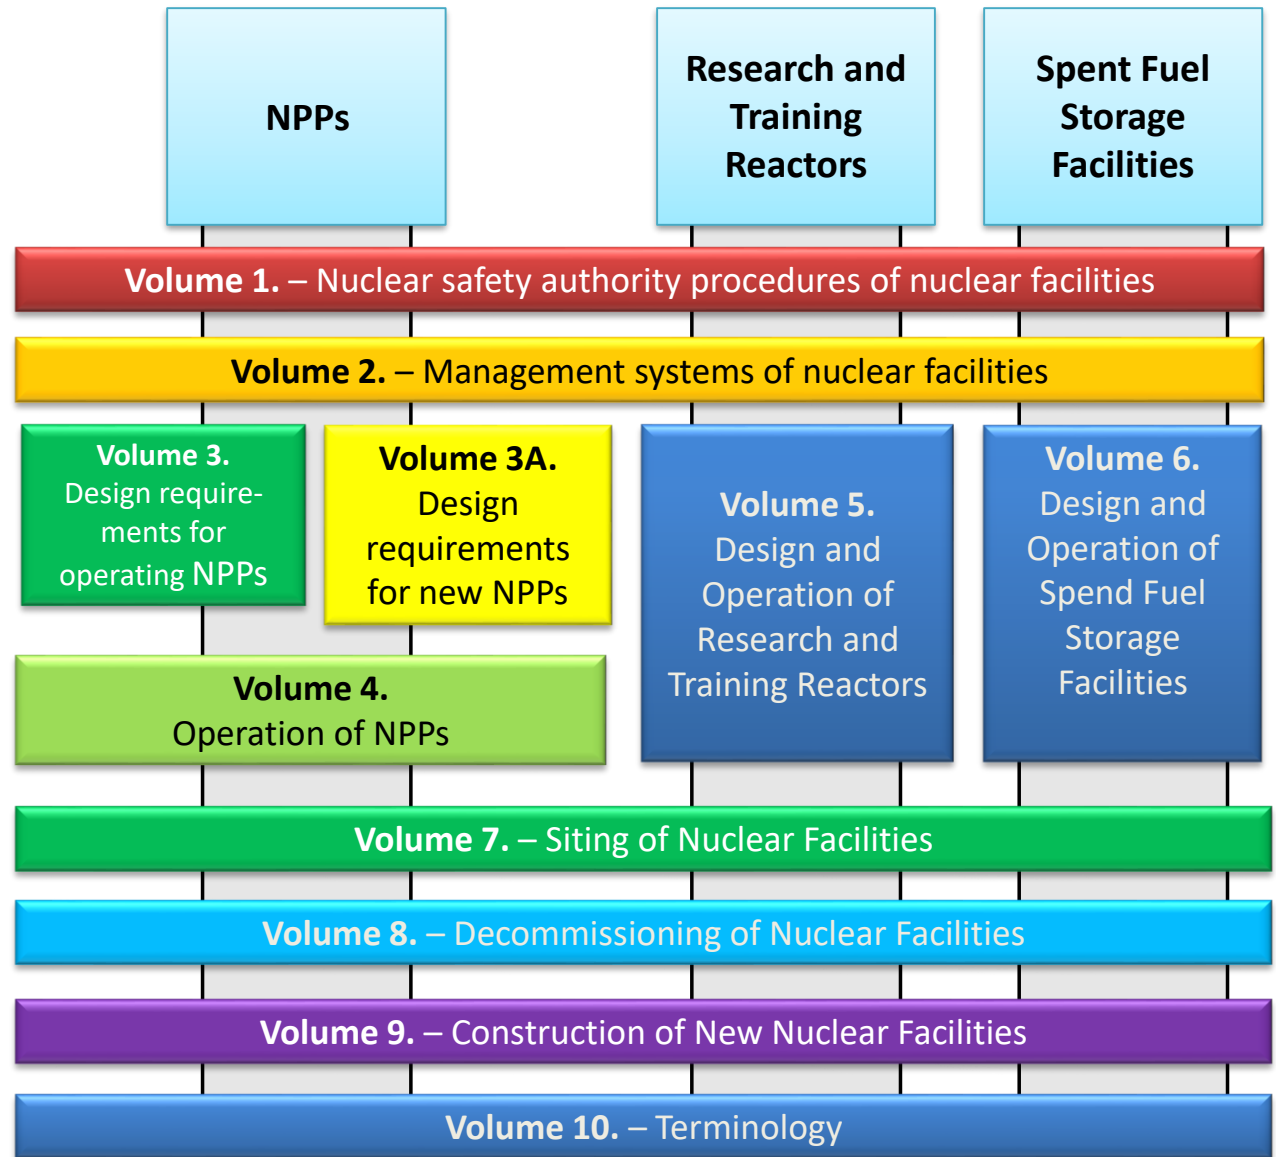 NPPs
Research and
Training
Reactors
Spent Fuel
Storage
Facilities
Volume 1. – Nuclear safety authority procedures of nuclear facilities
Volume 2. – Management systems of nuclear facilities
Volume 3.
Design require-
ments for
operating NPPs
Volume 3A.
Design
requirements
for new NPPs
Volume 4.
Operation of NPPs
Volume 5.
Design and
Operation of
Research and
Training Reactors
Volume 6.
Design and
Operation of
Spend Fuel
Storage
Facilities
Volume 7. – Siting of Nuclear Facilities
Volume 8. – Decommissioning of Nuclear Facilities
Volume 9. – Construction of New Nuclear Facilities
Volume 10. – Terminology